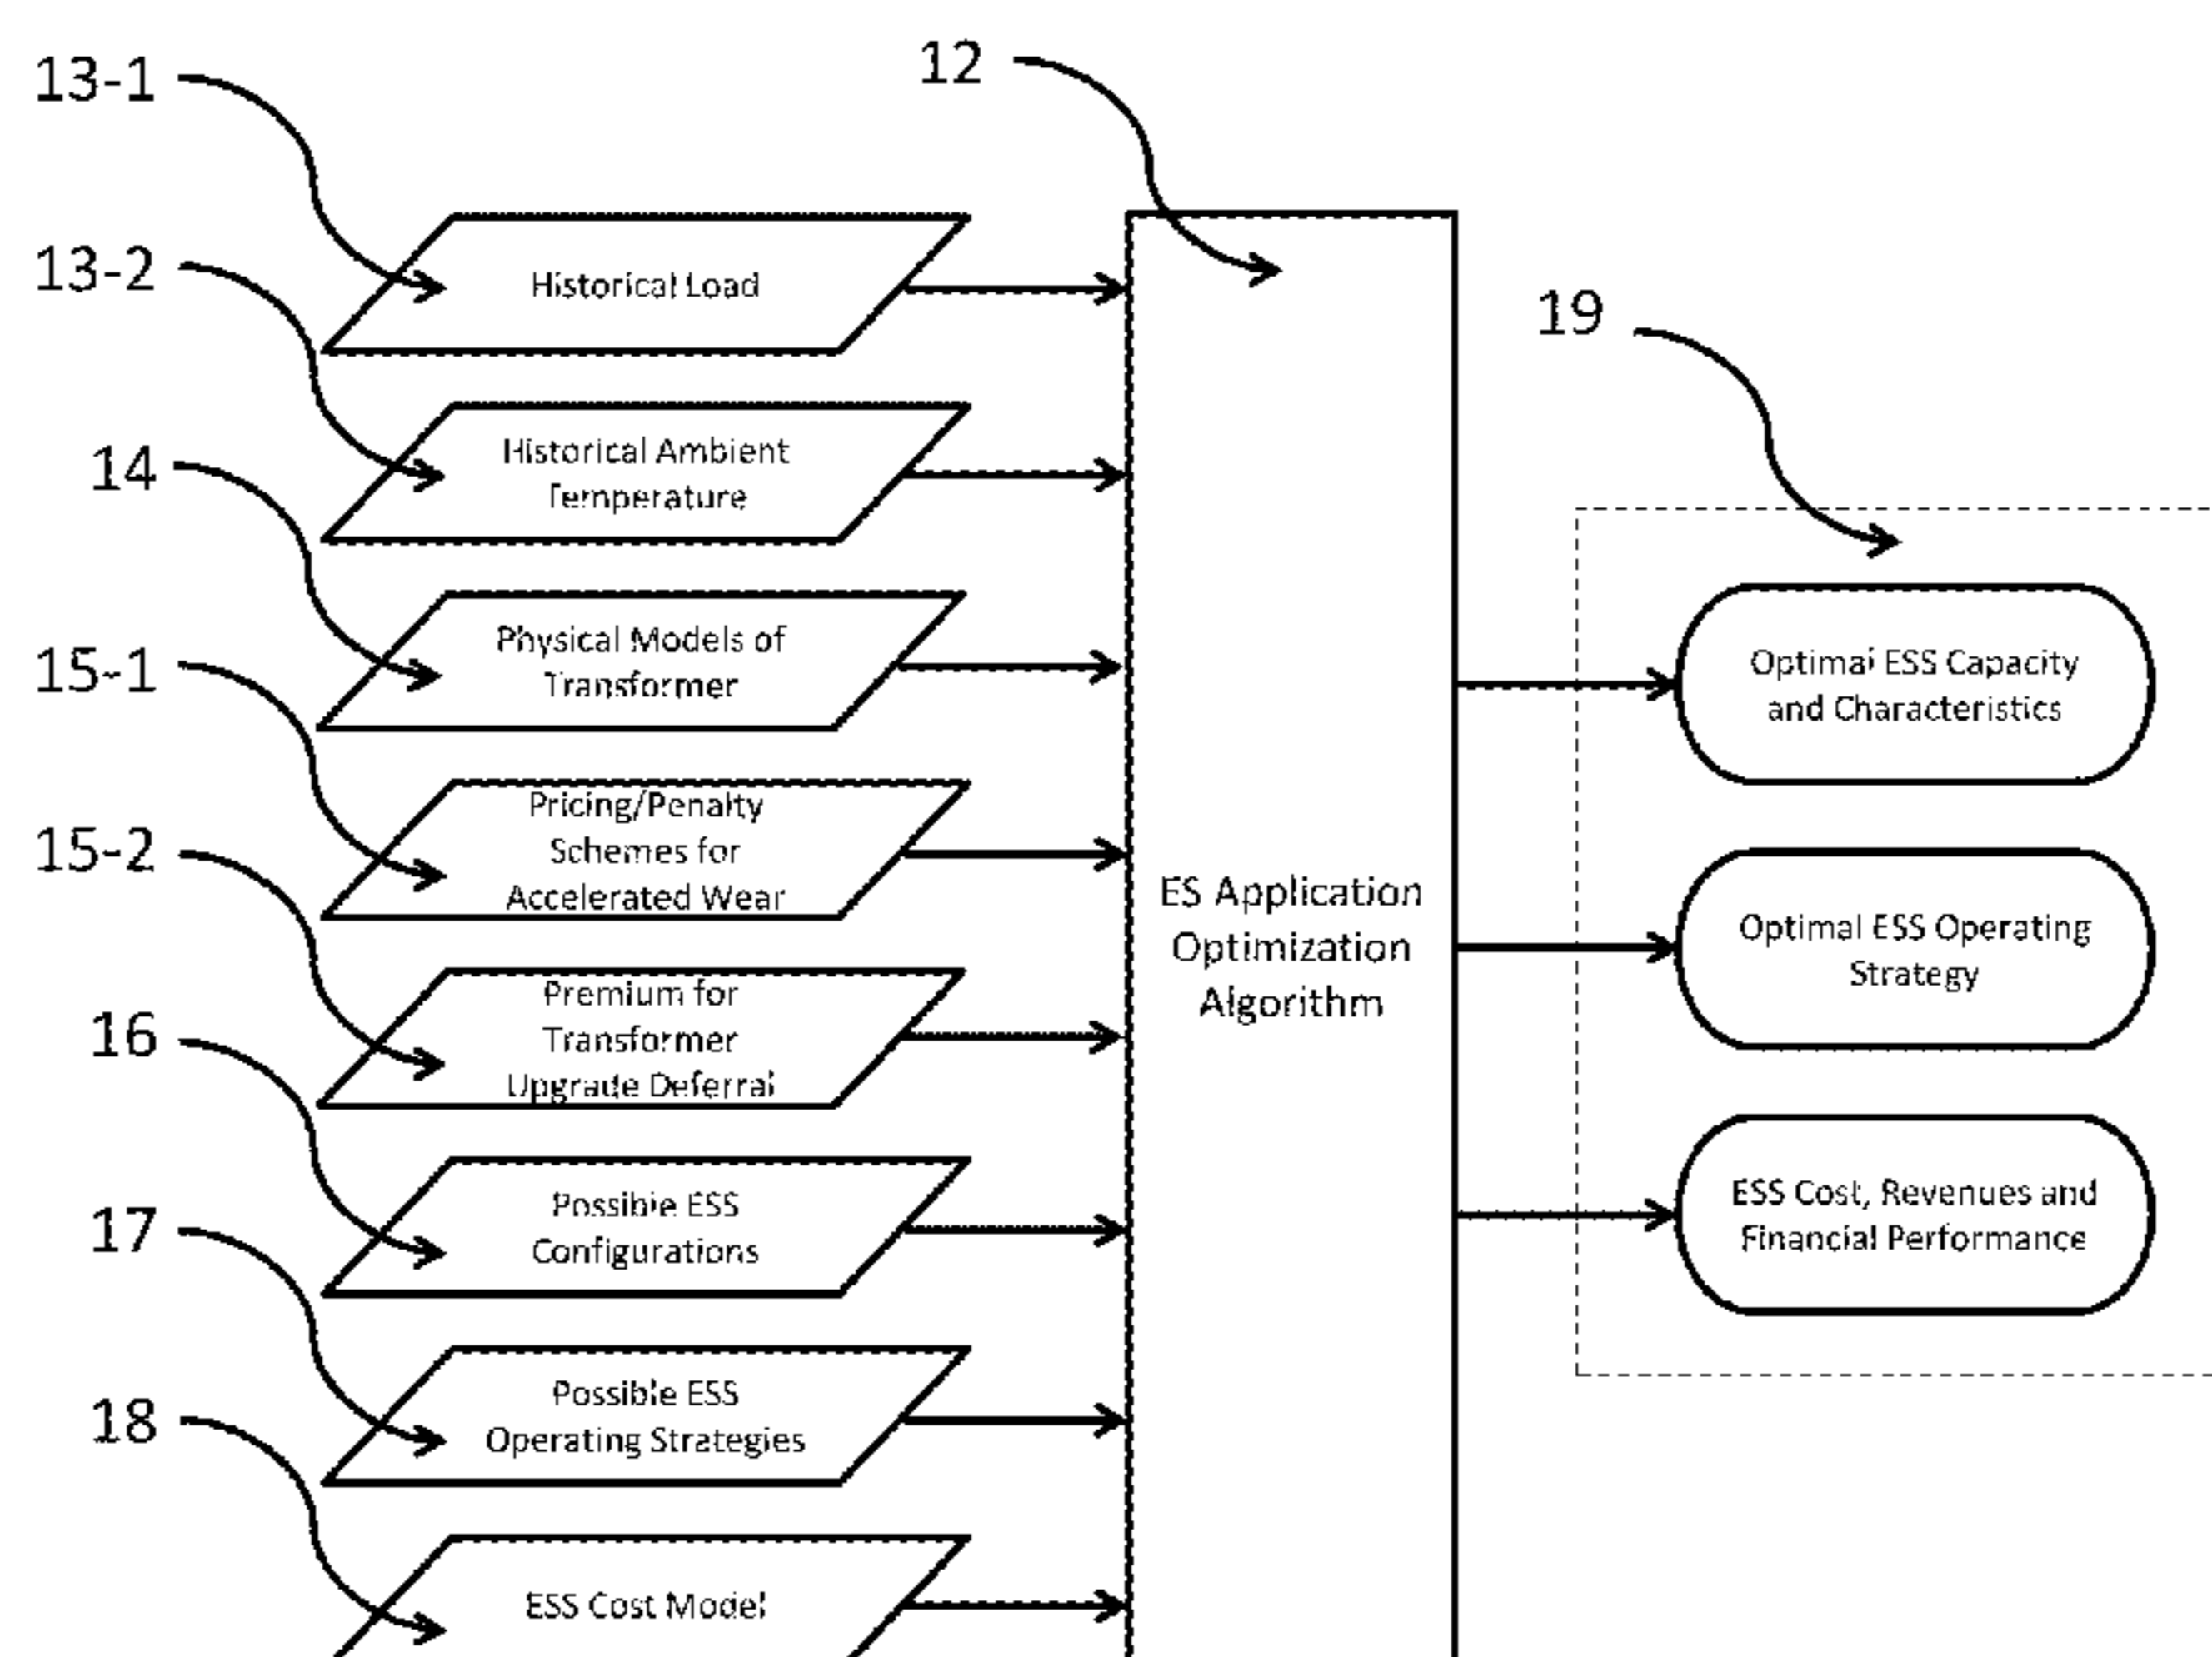 13-1
12
13-2
Historical Load
19
14
Historical Ambient
Temperature
15-1
Physical Models of
Transformer
Optimal ESS Capacity
and Characteristics
15-2
Pricing/Penalty
Schemes for
Accelerated Wear
ES Application
Optimization
Algorithm
Optimal ESS Operating
Strategy
16
Premium for
Transformer
Upgrade Deferral
17
Possible ESS
Configurations
ESS Cost, Revenues and
Financial Performance
18
Possible ESS
Operating Strategies
ESS Cost Model